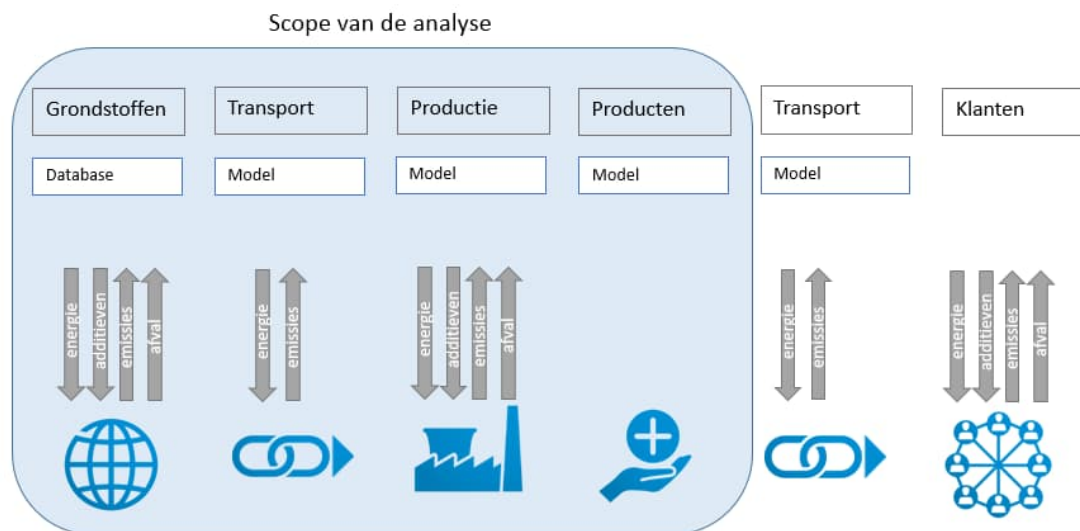 Scope van de analyse
Grondstoffen
Transport
Productie
Producten
Transport
Klanten
Database
Model
Model
Model
Model
energie
additieven
emissies
afval
energie
emissies
energie
additieven
emissies
afval
energie
emissies
energie
additieven
emissies
afval